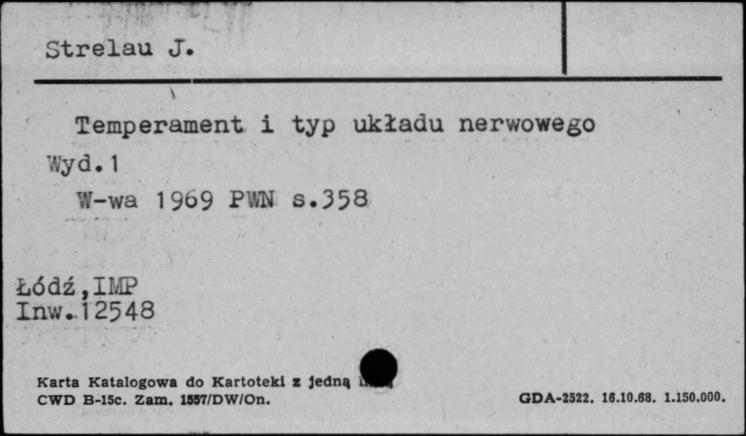 Strelau J.
Temperament i typ układu nerwowego
Wyd.1
W-wa 1969 PWN s.358
Łódź,IMP
Inw.12548
Karta Katalogowa do Kartoteki z jedną
CWD B-15c. Zam. 1557/DW/On.
GDA-2522. 16.10.68. 1.150.000.